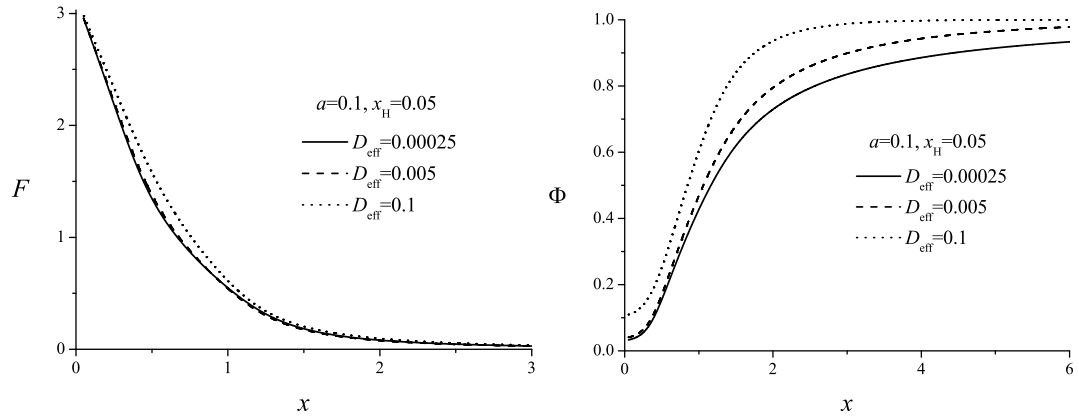 3
2
1
0
F
0
1
2
3
x
a=0.1, x_H=0.05
D_eff=0.00025
D_eff=0.005
D_eff=0.1
1.0
0.8
0.6
0.4
0.2
0.0
Φ
0
2
4
6
x
a=0.1, x_H=0.05
D_eff=0.00025
D_eff=0.005
D_eff=0.1